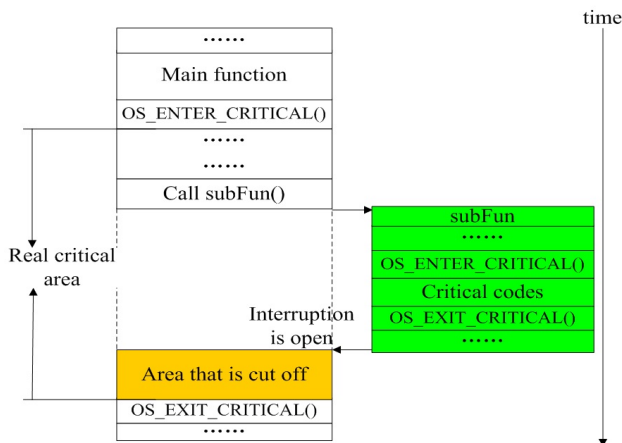 time
......
Main function
OS_ENTER_CRITICAL()
......
......
Call subFun()
subFun
......
OS_ENTER_CRITICAL()
Critical codes
OS_EXIT_CRITICAL()
......
Real critical
area
Interruption
is open
Area that is cut off
OS_EXIT_CRITICAL()
......